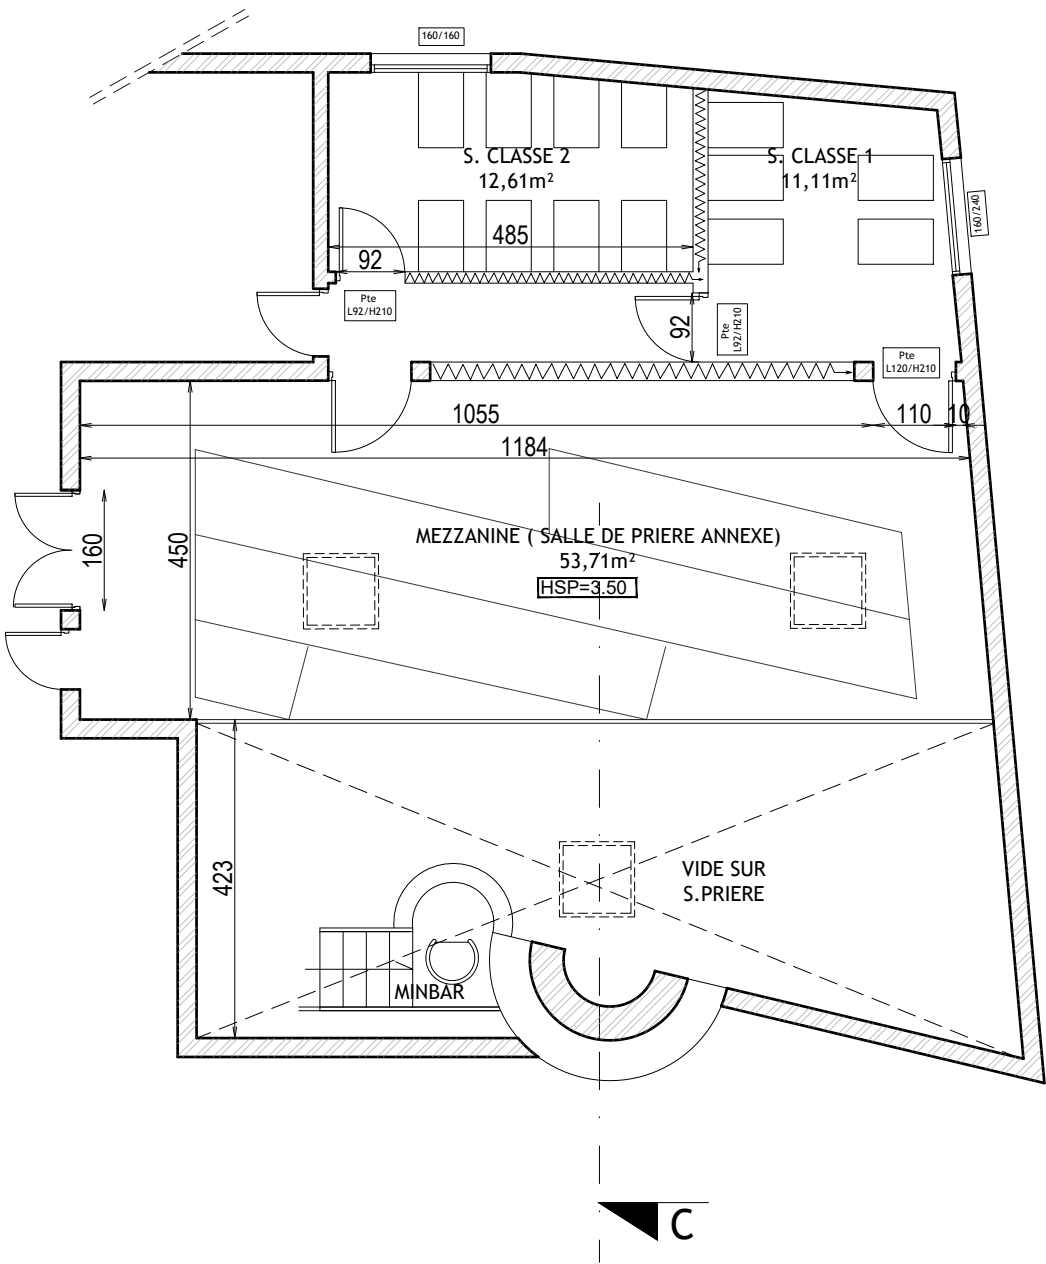 160/160
S. CLASSE 2
12,61m²
S. CLASSE 1
11,11m²
160/240
485
92
Pte
L92/H210
92
Pte
L92/H210
Pte
L120/H210
1055
110
10
1184
160
450
MEZZANINE ( SALLE DE PRIERE ANNEXE)
53,71m²
HSP=3.50
423
VIDE SUR
S.PRIERE
MINBAR
C